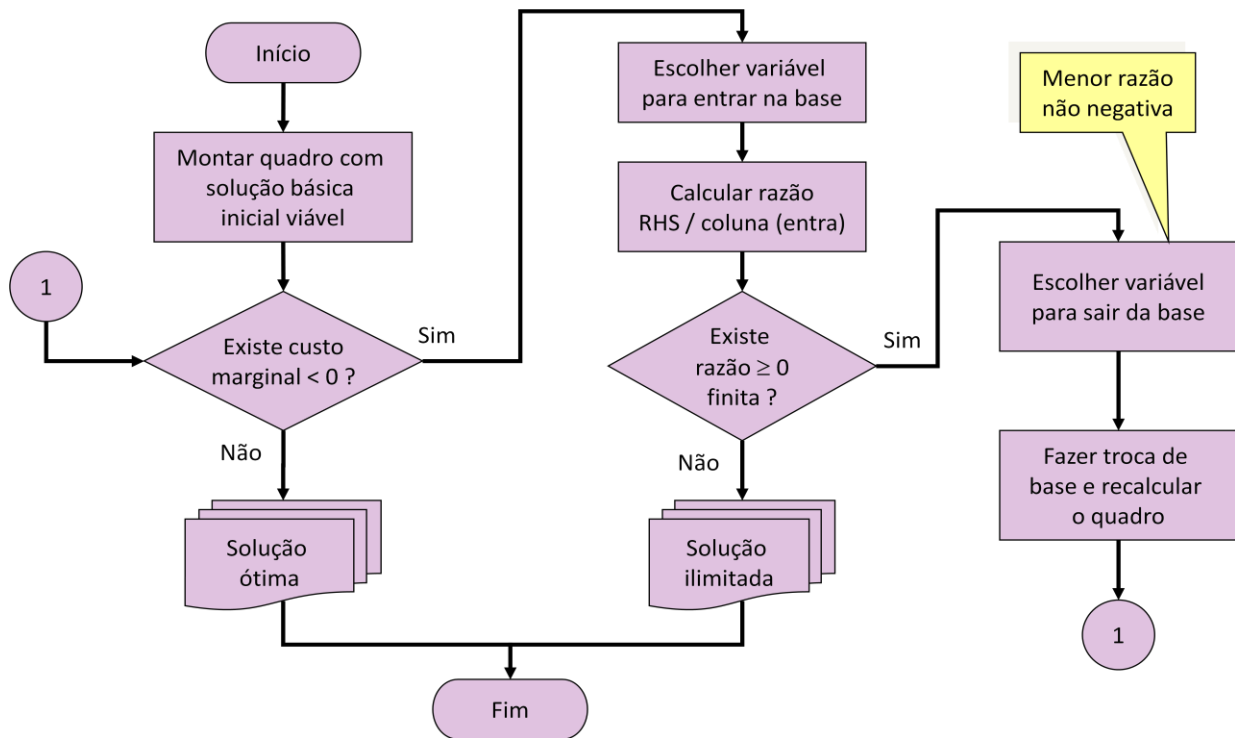 Início
Montar quadro com
solução básica
inicial viável
1
Existe custo
marginal < 0 ?
Sim
Não
Solução
ótima
Escolher variável
para entrar na base
Calcular razão
RHS / coluna (entra)
Existe
razão ≥ 0
finita ?
Sim
Não
Solução
ilimitada
Menor razão
não negativa
Escolher variável
para sair da base
Fazer troca de
base e recalcular
o quadro
1
Fim